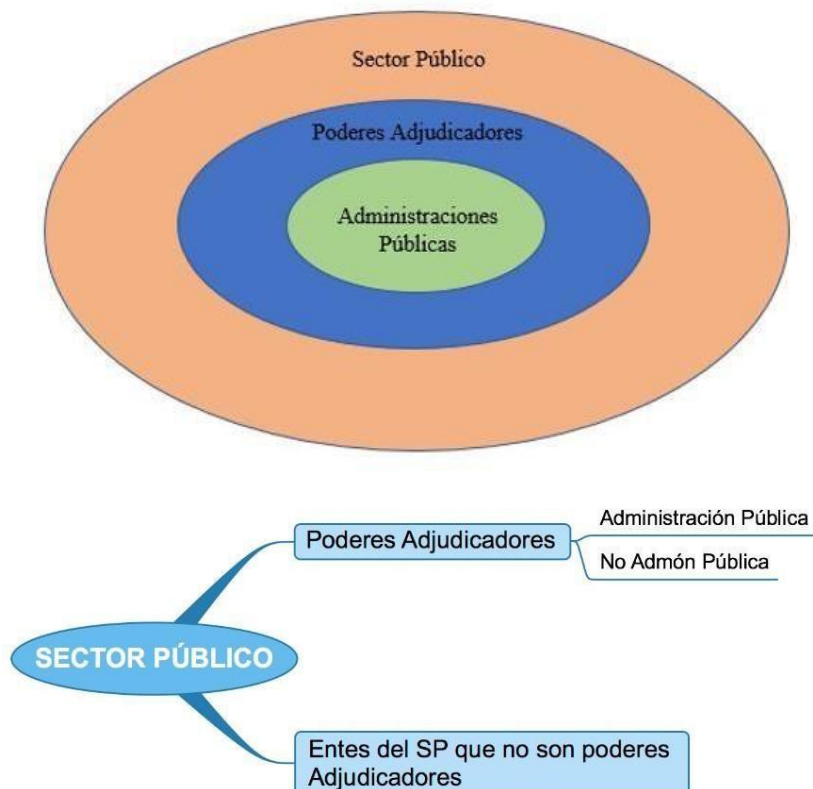 Sector Público
Poderes Adjudicadores
Administraciones
Públicas
Poderes Adjudicadores
Administración Pública
No Admón Pública
SECTOR PÚBLICO
Entes del SP que no son poderes
Adjudicadores